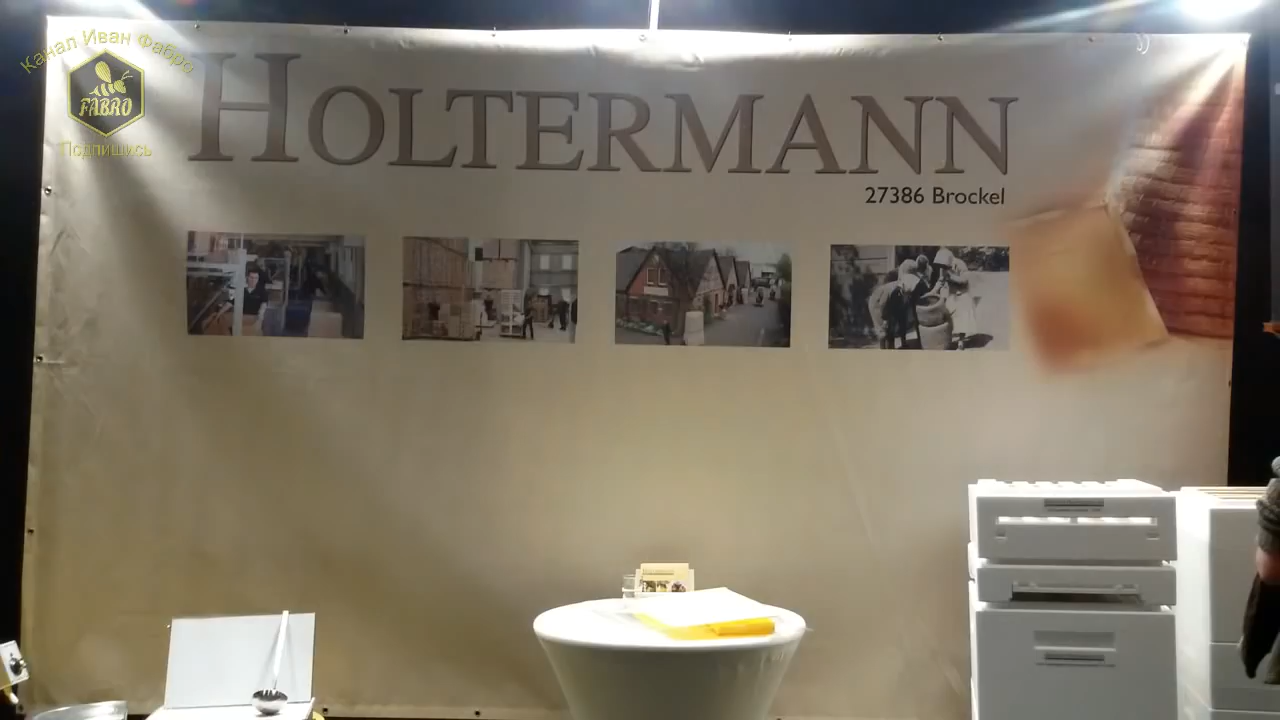 Канал Иван Фабро
FABRO
Подпишись
HOLTERMANN
27386 Brockel